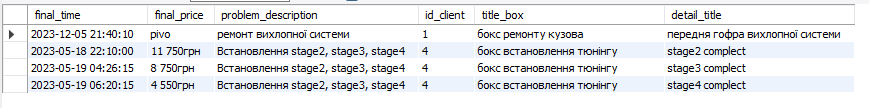 final_time final_price problem_description id_client title_box detail_title
2023-12-05 21:40:10 pivo ремонт вихлопної системи 1 бокс ремонту кузова передня гофра вихлопної системи
2023-05-18 22:10:00 11 750грн Встановлення stage2, stage3, stage4 4 бокс встановлення тюнінгу stage2 complect
2023-05-19 04:26:15 8 750грн Встановлення stage2, stage3, stage4 4 бокс встановлення тюнінгу stage3 complect
2023-05-19 06:20:15 4 550грн Встановлення stage2, stage3, stage4 4 бокс встановлення тюнінгу stage4 complect